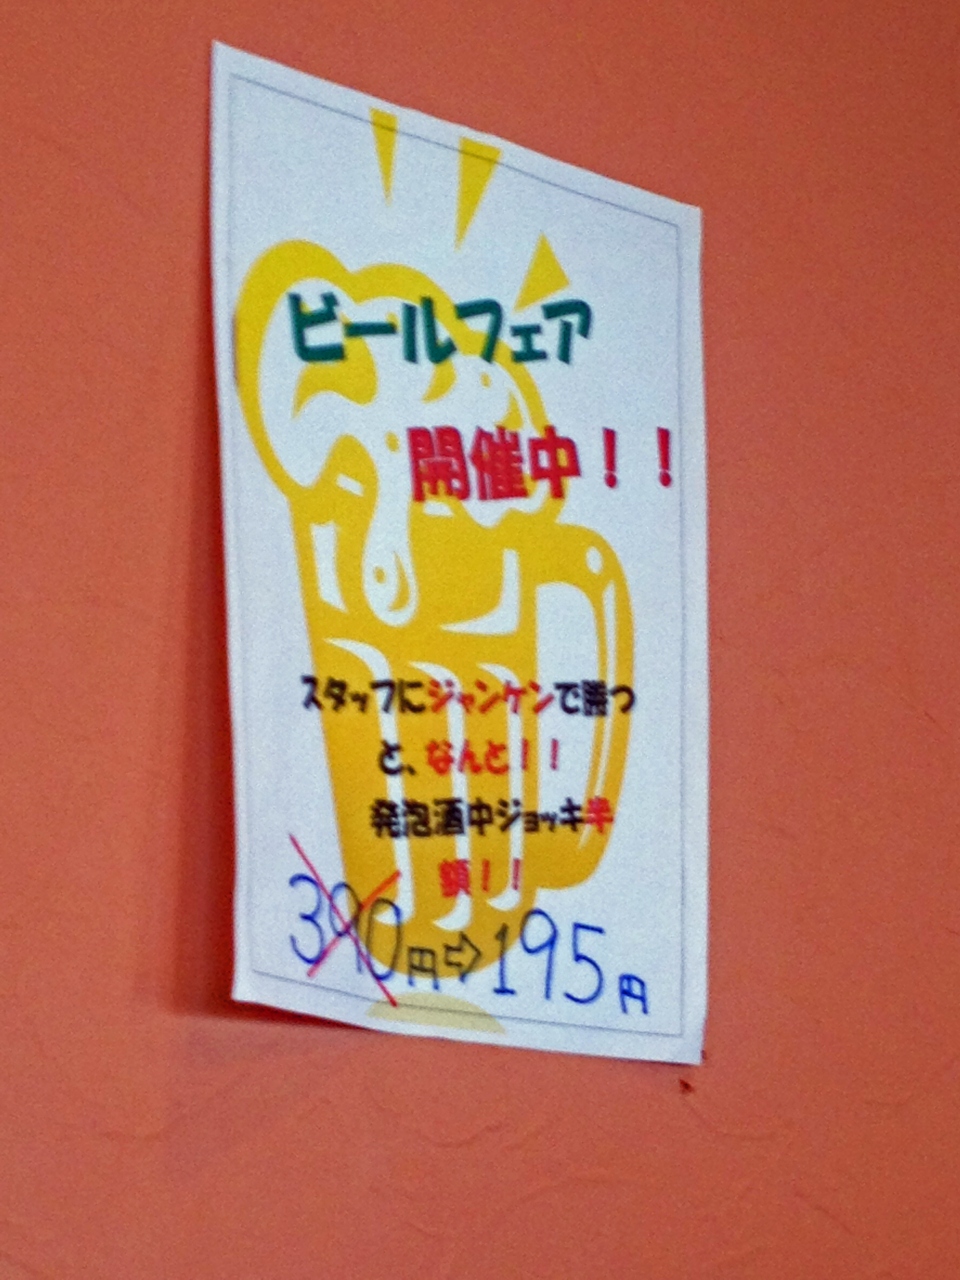 ビールフェア
開催中！！
スタッフにジャンケンで勝つ
と、なんと！！
発泡酒中ジョッキ半
額！！
390円⇨195円